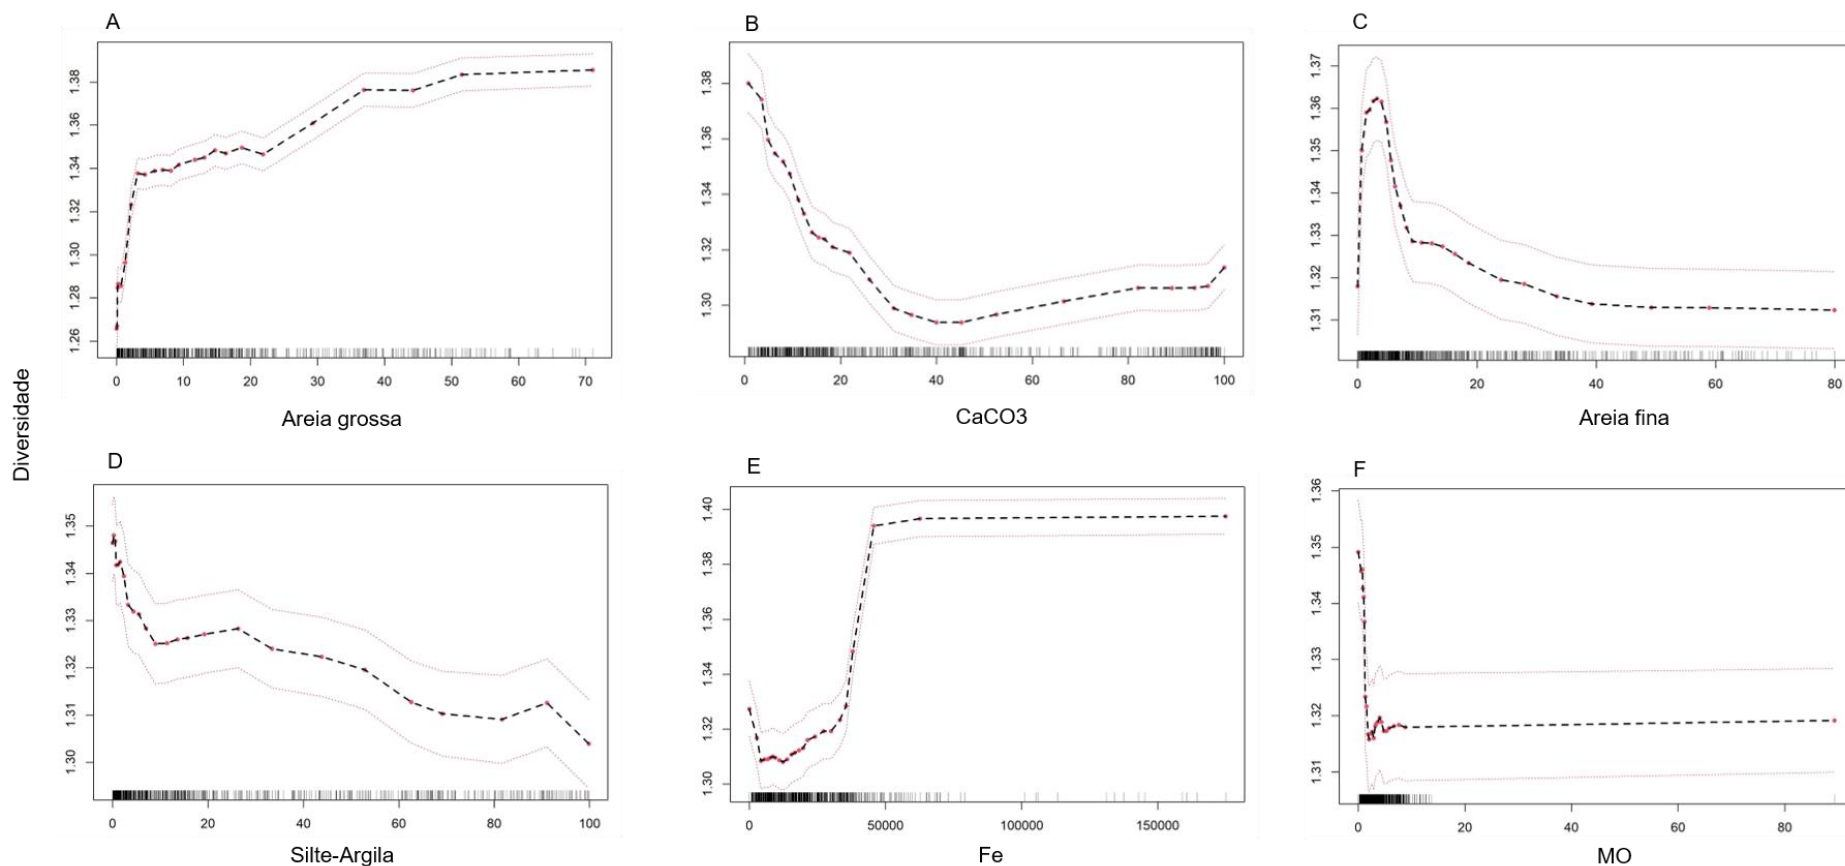 A
B
C
1.38
1.36
1.34
1.32
1.30
1.28
1.26
1.38
1.36
1.34
1.32
1.30
1.37
1.36
1.35
1.34
1.33
1.32
1.31
0 10 20 30 40 50 60 70
0 20 40 60 80 100
0 20 40 60 80
Areia grossa
CaCO3
Areia fina
Diversidade
D
E
F
1.35
1.34
1.33
1.32
1.31
1.30
1.40
1.38
1.36
1.34
1.32
1.30
1.36
1.35
1.34
1.33
1.32
1.31
0 20 40 60 80 100
0 50000 100000 150000
0 20 40 60 80
Silte-Argila
Fe
MO